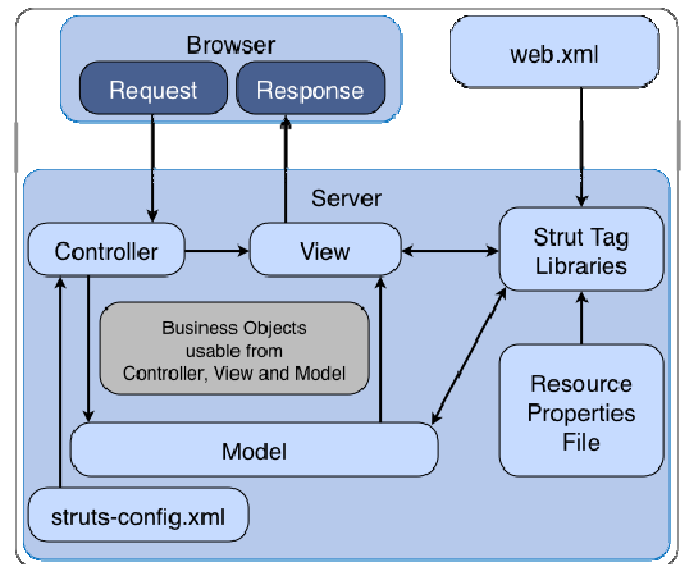 Browser
web.xml
Request
Response
Server
Controller
View
Strut Tag
Libraries
Business Objects
usable from
Controller, View and Model
Resource
Properties
File
Model
struts-config.xml